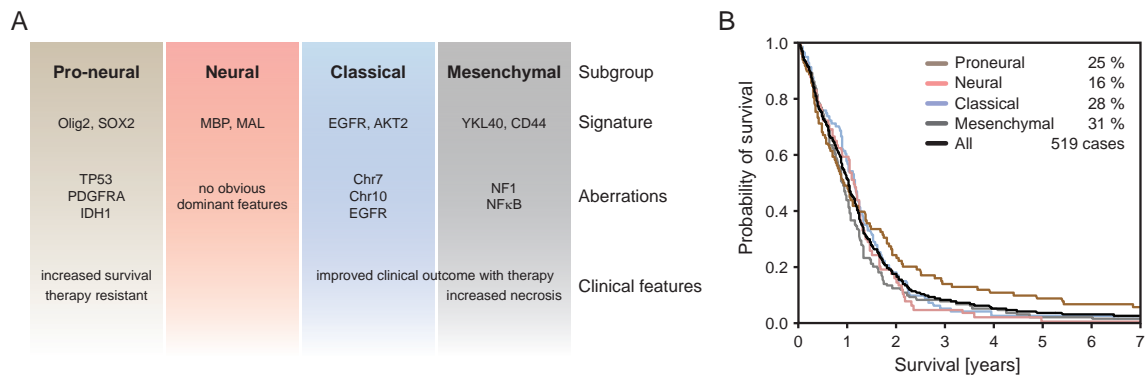 A
Pro-neural Neural Classical Mesenchymal Subgroup
Olig2, SOX2 MBP, MAL EGFR, AKT2 YKL40, CD44 Signature
TP53
PDGFRA
IDH1
no obvious
dominant features
Chr7
Chr10
EGFR
NF1
NFκB
Aberrations
increased survival
therapy resistant
improved clinical outcome with therapy
increased necrosis
Clinical features
B
Probability of survival
1.0
0.8
0.6
0.4
0.2
0.0
Proneural 25 %
Neural 16 %
Classical 28 %
Mesenchymal 31 %
All 519 cases
0 1 2 3 4 5 6 7
Survival [years]